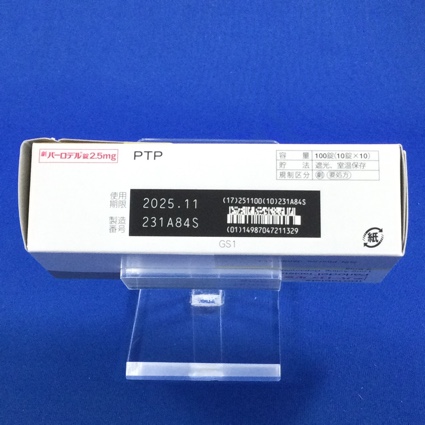 劇 パーロデル錠2.5mg
PTP
容量 100錠(10錠×10)
貯法 遮光、室温保存
規制区分 劇 要処方
使用期限 2025.11
(17)251100(10)231A84S
製造番号 231A84S
(01)14987047211329
GS1
紙